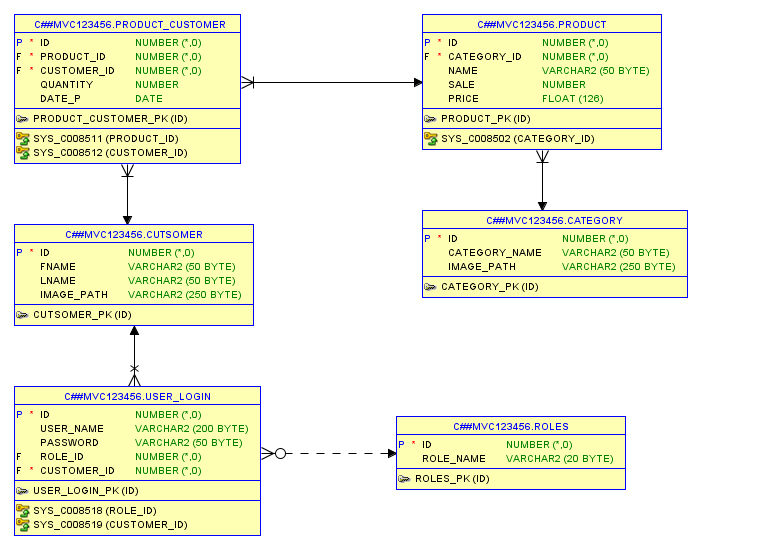 C##MVC123456.PRODUCT_CUSTOMER
P * ID NUMBER (*,0)
F * PRODUCT_ID NUMBER (*,0)
F * CUSTOMER_ID NUMBER (*,0)
QUANTITY NUMBER
DATE_P DATE
PRODUCT_CUSTOMER_PK (ID)
SYS_C008511 (PRODUCT_ID)
SYS_C008512 (CUSTOMER_ID)
C##MVC123456.PRODUCT
P * ID NUMBER (*,0)
F * CATEGORY_ID NUMBER (*,0)
NAME VARCHAR2 (50 BYTE)
SALE NUMBER
PRICE FLOAT (126)
PRODUCT_PK (ID)
SYS_C008502 (CATEGORY_ID)
C##MVC123456.CUTSOMER
P * ID NUMBER (*,0)
FNAME VARCHAR2 (50 BYTE)
LNAME VARCHAR2 (50 BYTE)
IMAGE_PATH VARCHAR2 (250 BYTE)
CUTSOMER_PK (ID)
C##MVC123456.CATEGORY
P * ID NUMBER (*,0)
CATEGORY_NAME VARCHAR2 (50 BYTE)
IMAGE_PATH VARCHAR2 (250 BYTE)
CATEGORY_PK (ID)
C##MVC123456.USER_LOGIN
P * ID NUMBER (*,0)
USER_NAME VARCHAR2 (200 BYTE)
PASSWORD VARCHAR2 (50 BYTE)
F ROLE_ID NUMBER (*,0)
F * CUSTOMER_ID NUMBER (*,0)
USER_LOGIN_PK (ID)
SYS_C008518 (ROLE_ID)
SYS_C008519 (CUSTOMER_ID)
C##MVC123456.ROLES
P * ID NUMBER (*,0)
ROLE_NAME VARCHAR2 (20 BYTE)
ROLES_PK (ID)